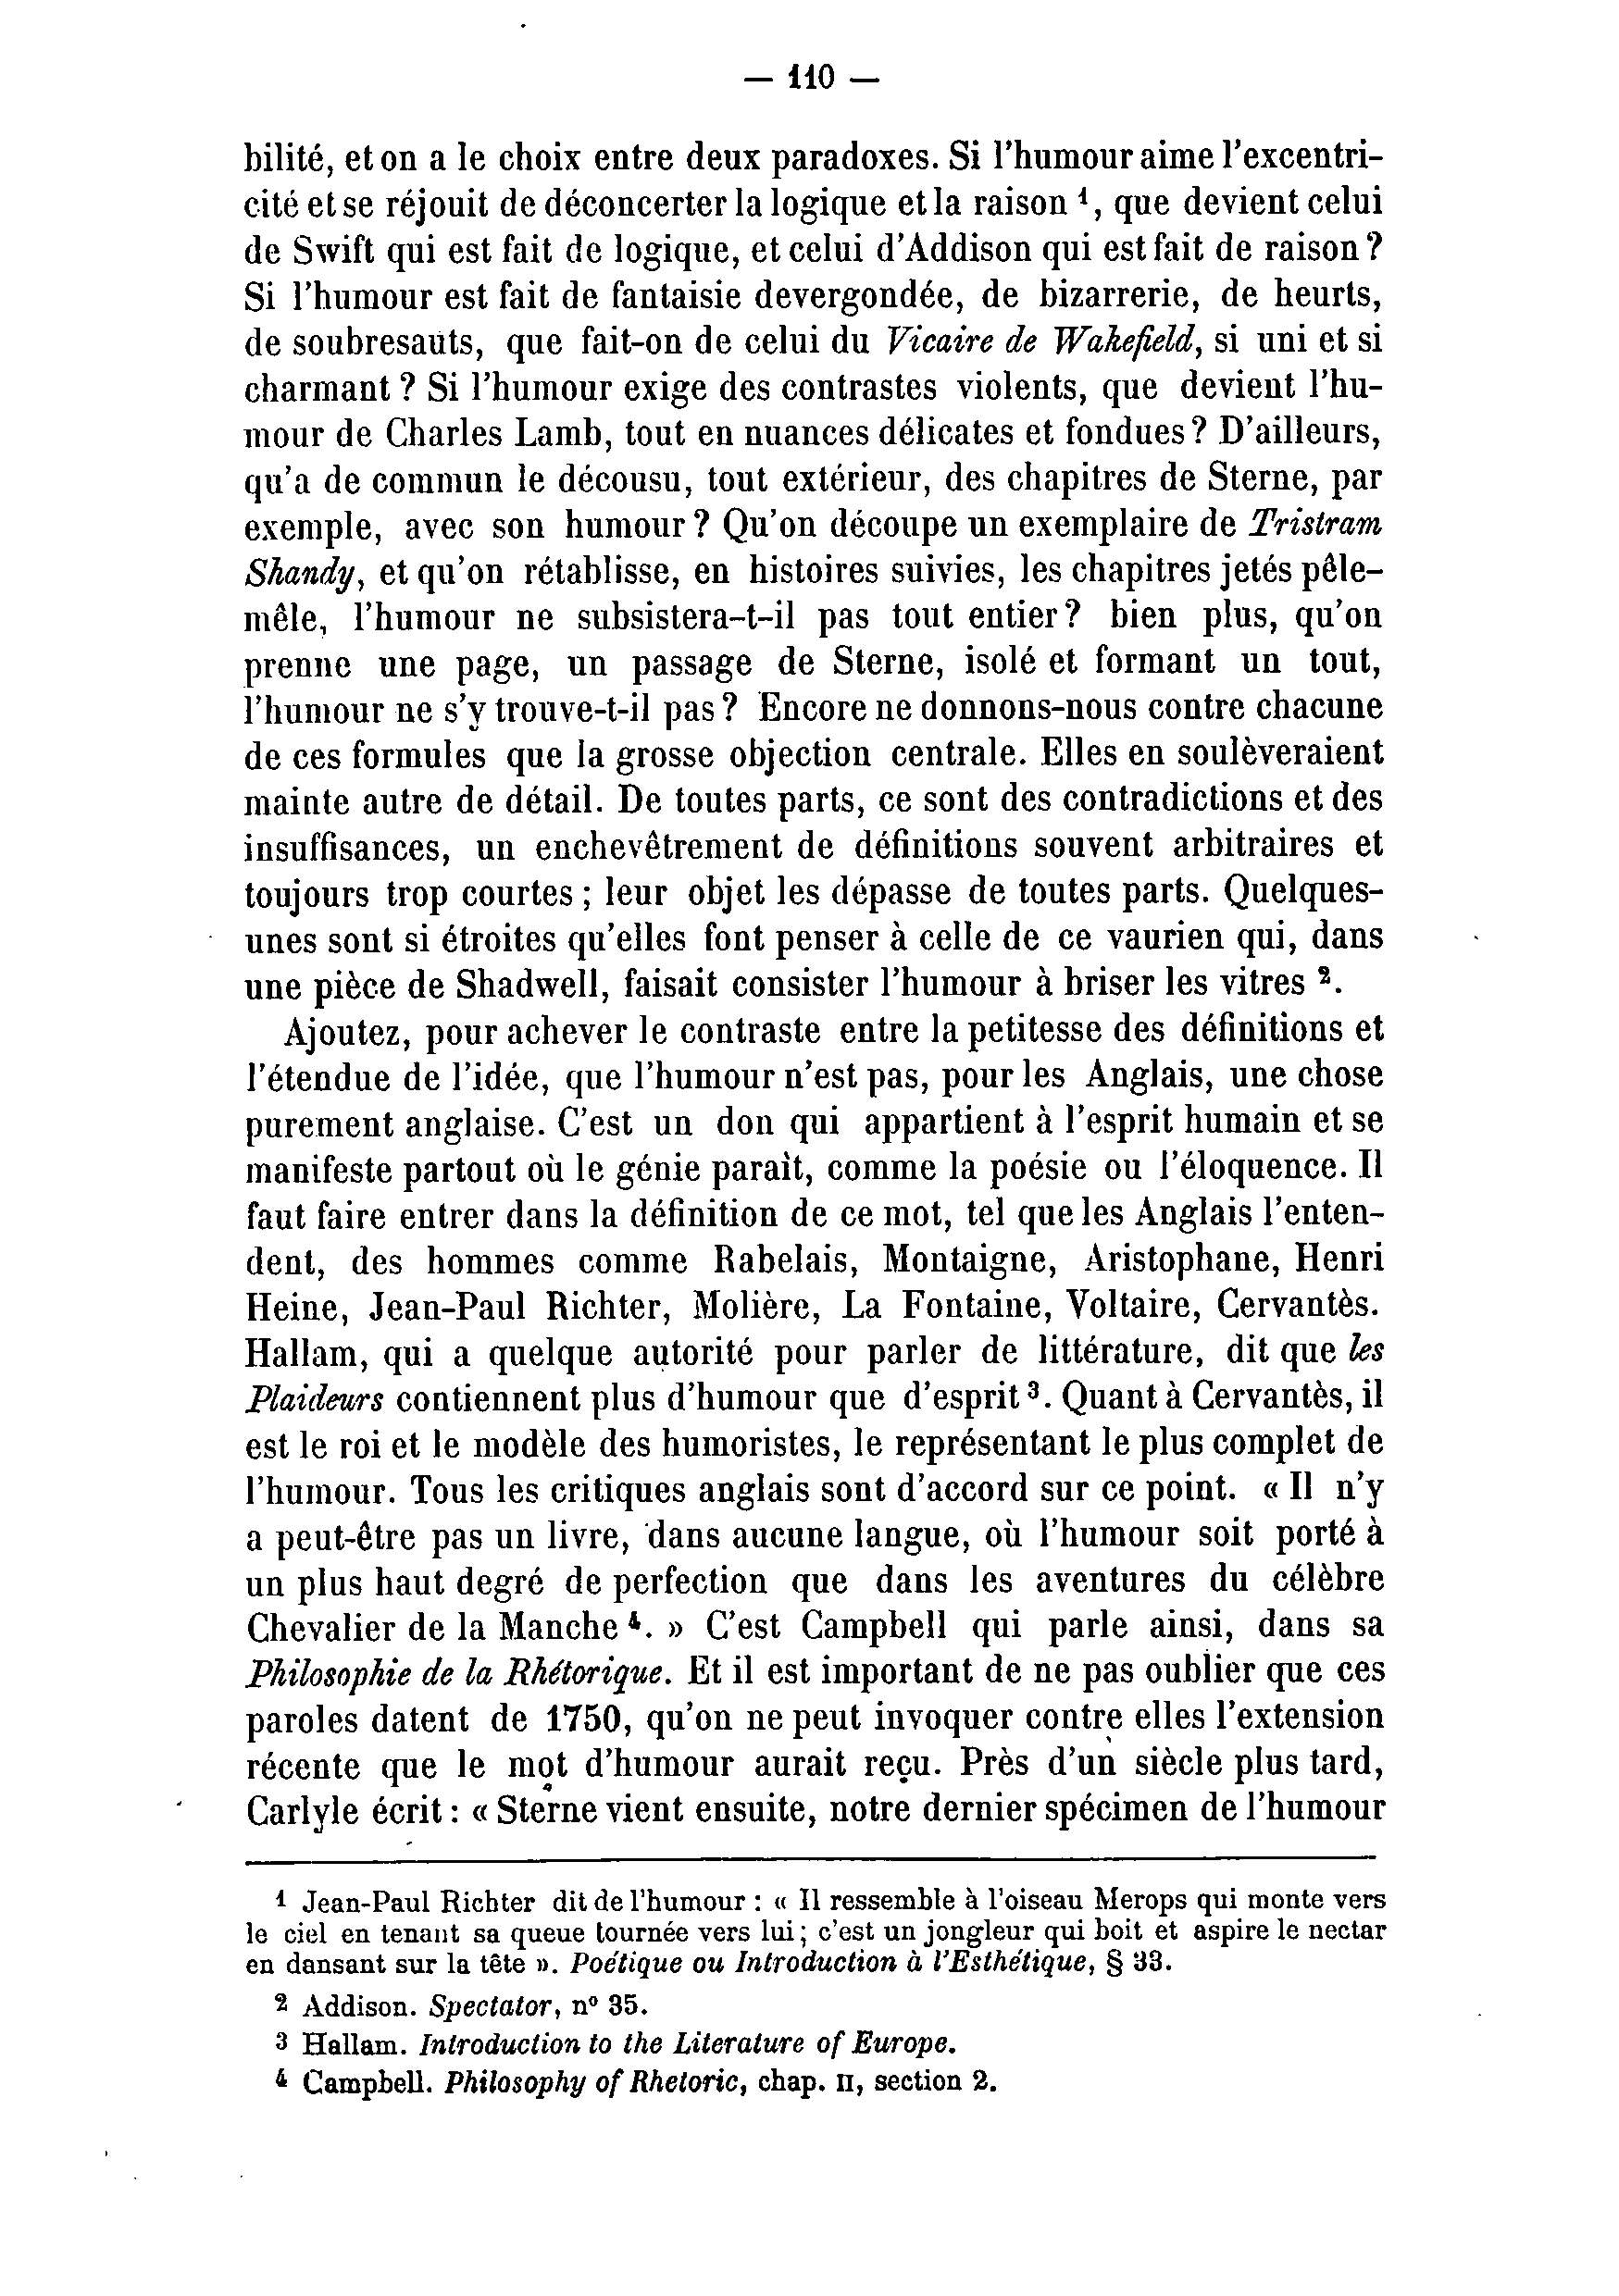 — 110 —
bilité, et on a le choix entre deux paradoxes. Si l'humour aime l'excentri-
cité et se réjouit de déconcerter la logique et la raison ¹, que devient celui
de Swift qui est fait de logique, et celui d'Addison qui est fait de raison ?
Si l'humour est fait de fantaisie devergondée, de bizarrerie, de heurts,
de soubresauts, que fait-on de celui du Vicaire de Wakefield, si uni et si
charmant ? Si l'humour exige des contrastes violents, que devient l'hu-
mour de Charles Lamb, tout en nuances délicates et fondues ? D'ailleurs,
qu'a de commun le décousu, tout extérieur, des chapitres de Sterne, par
exemple, avec son humour ? Qu'on découpe un exemplaire de Tristram
Shandy, et qu'on rétablisse, en histoires suivies, les chapitres jetés pêle-
mêle, l'humour ne subsistera-t-il pas tout entier ? bien plus, qu'on
prenne une page, un passage de Sterne, isolé et formant un tout,
l'humour ne s'y trouve-t-il pas ? Encore ne donnons-nous contre chacune
de ces formules que la grosse objection centrale. Elles en soulèveraient
mainte autre de détail. De toutes parts, ce sont des contradictions et des
insuffisances, un enchevêtrement de définitions souvent arbitraires et
toujours trop courtes ; leur objet les dépasse de toutes parts. Quelques-
unes sont si étroites qu'elles font penser à celle de ce vaurien qui, dans
une pièce de Shadwell, faisait consister l'humour à briser les vitres ².
Ajoutez, pour achever le contraste entre la petitesse des définitions et
l'étendue de l'idée, que l'humour n'est pas, pour les Anglais, une chose
purement anglaise. C'est un don qui appartient à l'esprit humain et se
manifeste partout où le génie paraît, comme la poésie ou l'éloquence. Il
faut faire entrer dans la définition de ce mot, tel que les Anglais l'enten-
dent, des hommes comme Rabelais, Montaigne, Aristophane, Henri
Heine, Jean-Paul Richter, Molière, La Fontaine, Voltaire, Cervantès.
Hallam, qui a quelque autorité pour parler de littérature, dit que les
Plaideurs contiennent plus d'humour que d'esprit ³. Quant à Cervantès, il
est le roi et le modèle des humoristes, le représentant le plus complet de
l'humour. Tous les critiques anglais sont d'accord sur ce point. « Il n'y
a peut-être pas un livre, dans aucune langue, où l'humour soit porté à
un plus haut degré de perfection que dans les aventures du célèbre
Chevalier de la Manche ⁴. » C'est Campbell qui parle ainsi, dans sa
Philosophie de la Rhétorique. Et il est important de ne pas oublier que ces
paroles datent de 1750, qu'on ne peut invoquer contre elles l'extension
récente que le mot d'humour aurait reçu. Près d'un siècle plus tard,
Carlyle écrit : « Sterne vient ensuite, notre dernier spécimen de l'humour
¹ Jean-Paul Richter dit de l'humour : « Il ressemble à l'oiseau Merops qui monte vers
le ciel en tenant sa queue tournée vers lui ; c'est un jongleur qui boit et aspire le nectar
en dansant sur la tête ». Poétique ou Introduction à l'Esthétique, § 33.
² Addison. Spectator, n° 35.
³ Hallam. Introduction to the Literature of Europe.
⁴ Campbell. Philosophy of Rhetoric, chap. II, section 2.